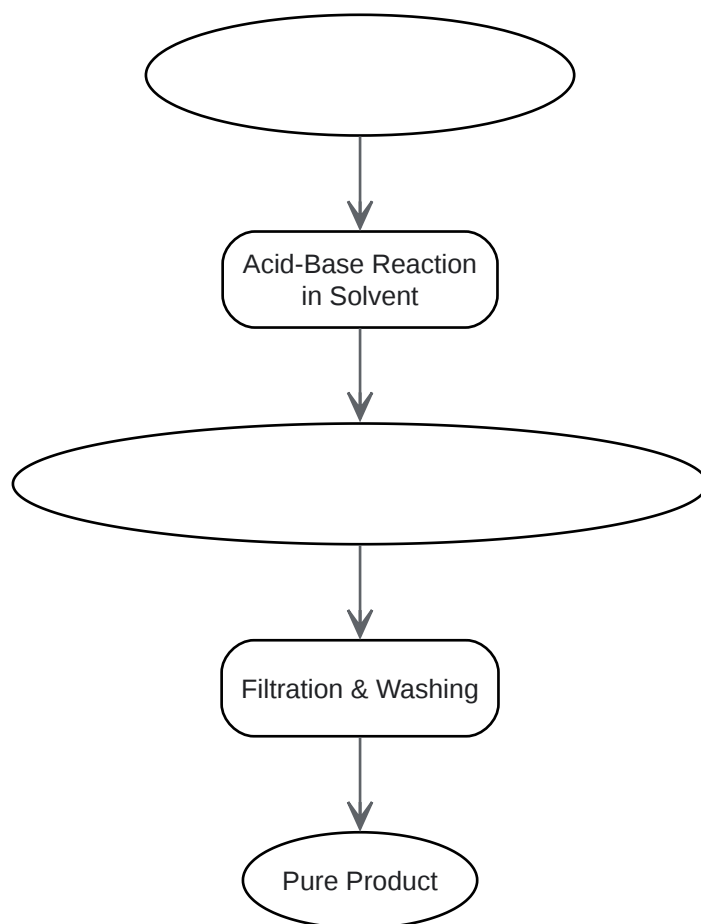 Acid-Base Reaction
in Solvent
Filtration & Washing
Pure Product